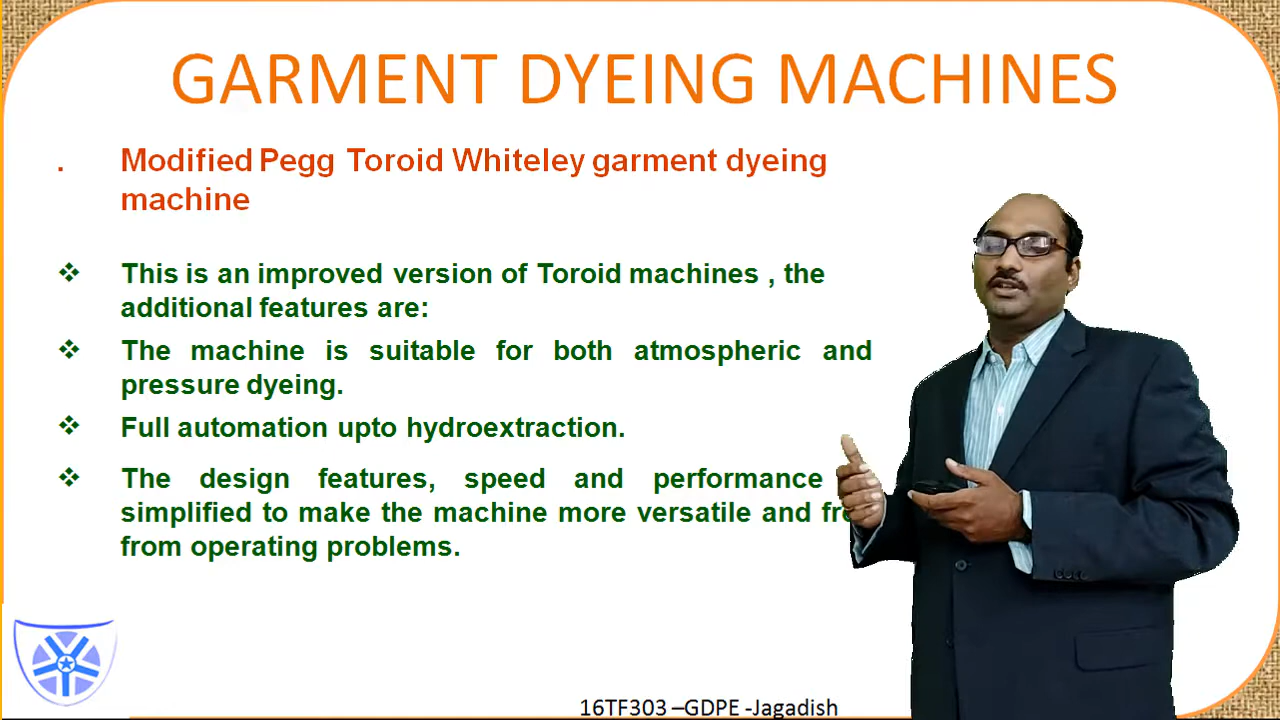 GARMENT DYEING MACHINES
. Modified Pegg Toroid Whiteley garment dyeing
machine
❖ This is an improved version of Toroid machines , the
additional features are:
❖ The machine is suitable for both atmospheric and
pressure dyeing.
❖ Full automation upto hydroextraction.
❖ The design features, speed and performance
simplified to make the machine more versatile and
from operating problems.
16TF303 –GDPE -Jagadish